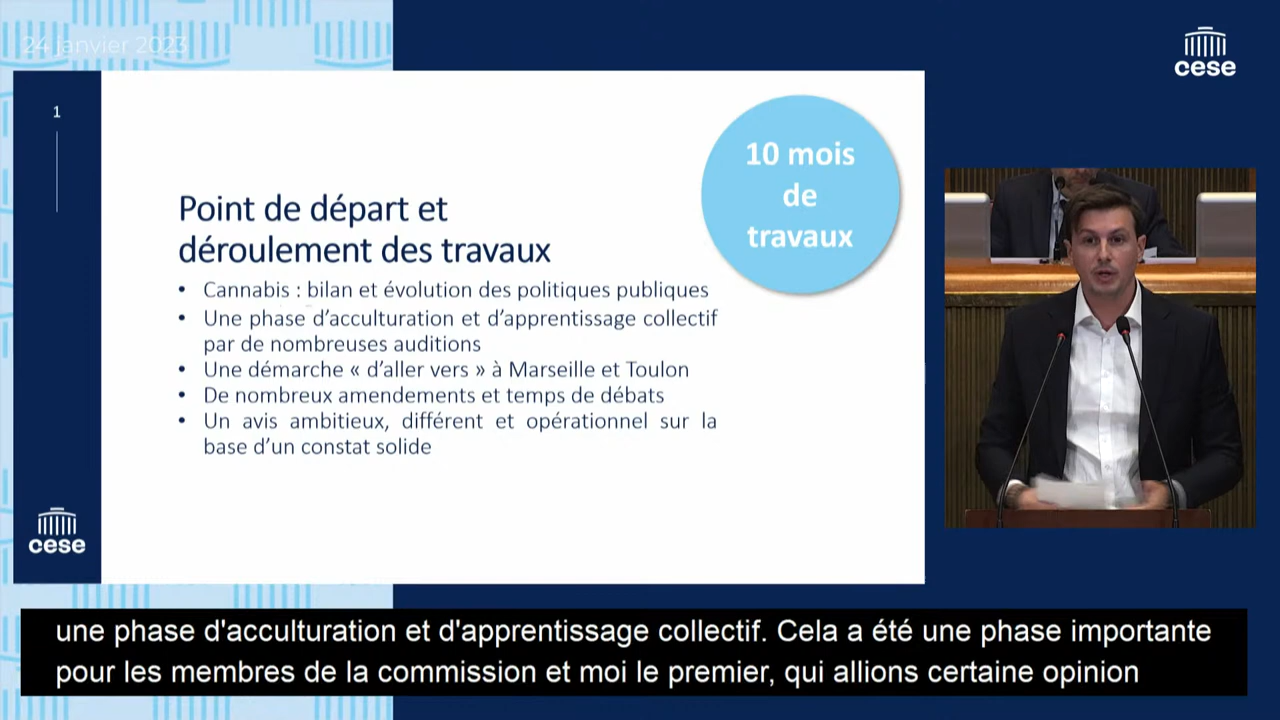 24 janvier 2023
cese
1
10 mois
de
travaux
Point de départ et
déroulement des travaux
• Cannabis : bilan et évolution des politiques publiques
• Une phase d’acculturation et d’apprentissage collectif
par de nombreuses auditions
• Une démarche « d’aller vers » à Marseille et Toulon
• De nombreux amendements et temps de débats
• Un avis ambitieux, différent et opérationnel sur la
base d’un constat solide
cese
une phase d'acculturation et d'apprentissage collectif. Cela a été une phase importante
pour les membres de la commission et moi le premier, qui allions certaine opinion